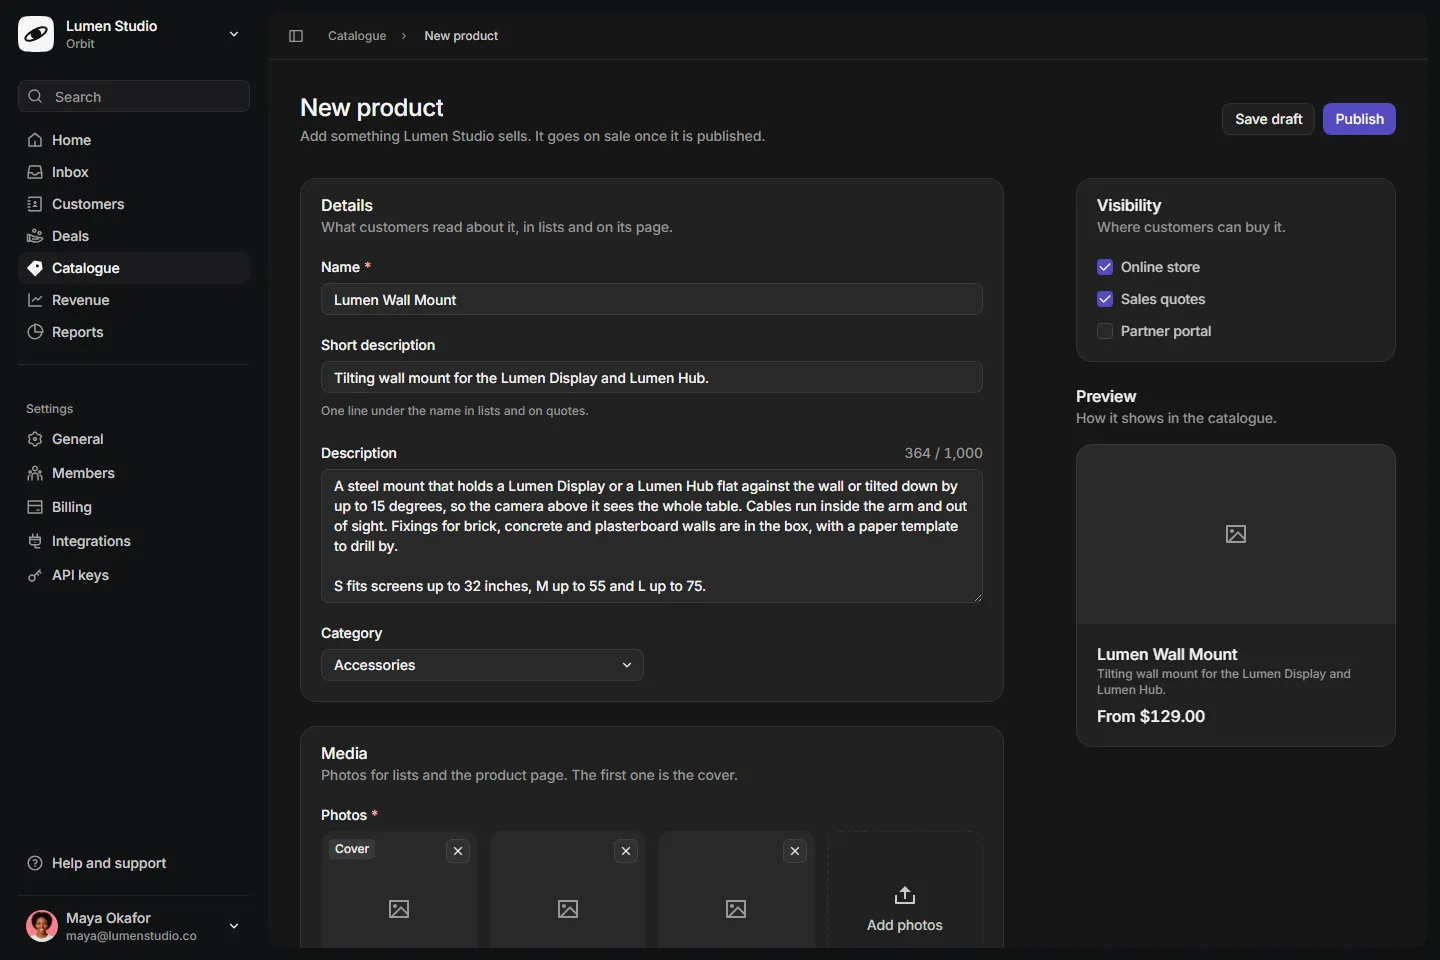 Lumen Studio
Orbit
Search
Home
Inbox
Customers
Deals
Catalogue
Revenue
Reports
Settings
General
Members
Billing
Integrations
API keys
Help and support
Maya Okafor
maya@lumenstudio.co
Catalogue › New product
New product
Add something Lumen Studio sells. It goes on sale once it is published.
Save draft
Publish
Details
What customers read about it, in lists and on its page.
Name *
Lumen Wall Mount
Short description
Tilting wall mount for the Lumen Display and Lumen Hub.
One line under the name in lists and on quotes.
Description 364 / 1,000
A steel mount that holds a Lumen Display or a Lumen Hub flat against the wall or tilted down by
up to 15 degrees, so the camera above it sees the whole table. Cables run inside the arm and out
of sight. Fixings for brick, concrete and plasterboard walls are in the box, with a paper template
to drill by.
S fits screens up to 32 inches, M up to 55 and L up to 75.
Category
Accessories
Media
Photos for lists and the product page. The first one is the cover.
Photos *
Cover
Add photos
Visibility
Where customers can buy it.
Online store
Sales quotes
Partner portal
Preview
How it shows in the catalogue.
Lumen Wall Mount
Tilting wall mount for the Lumen Display and
Lumen Hub.
From $129.00